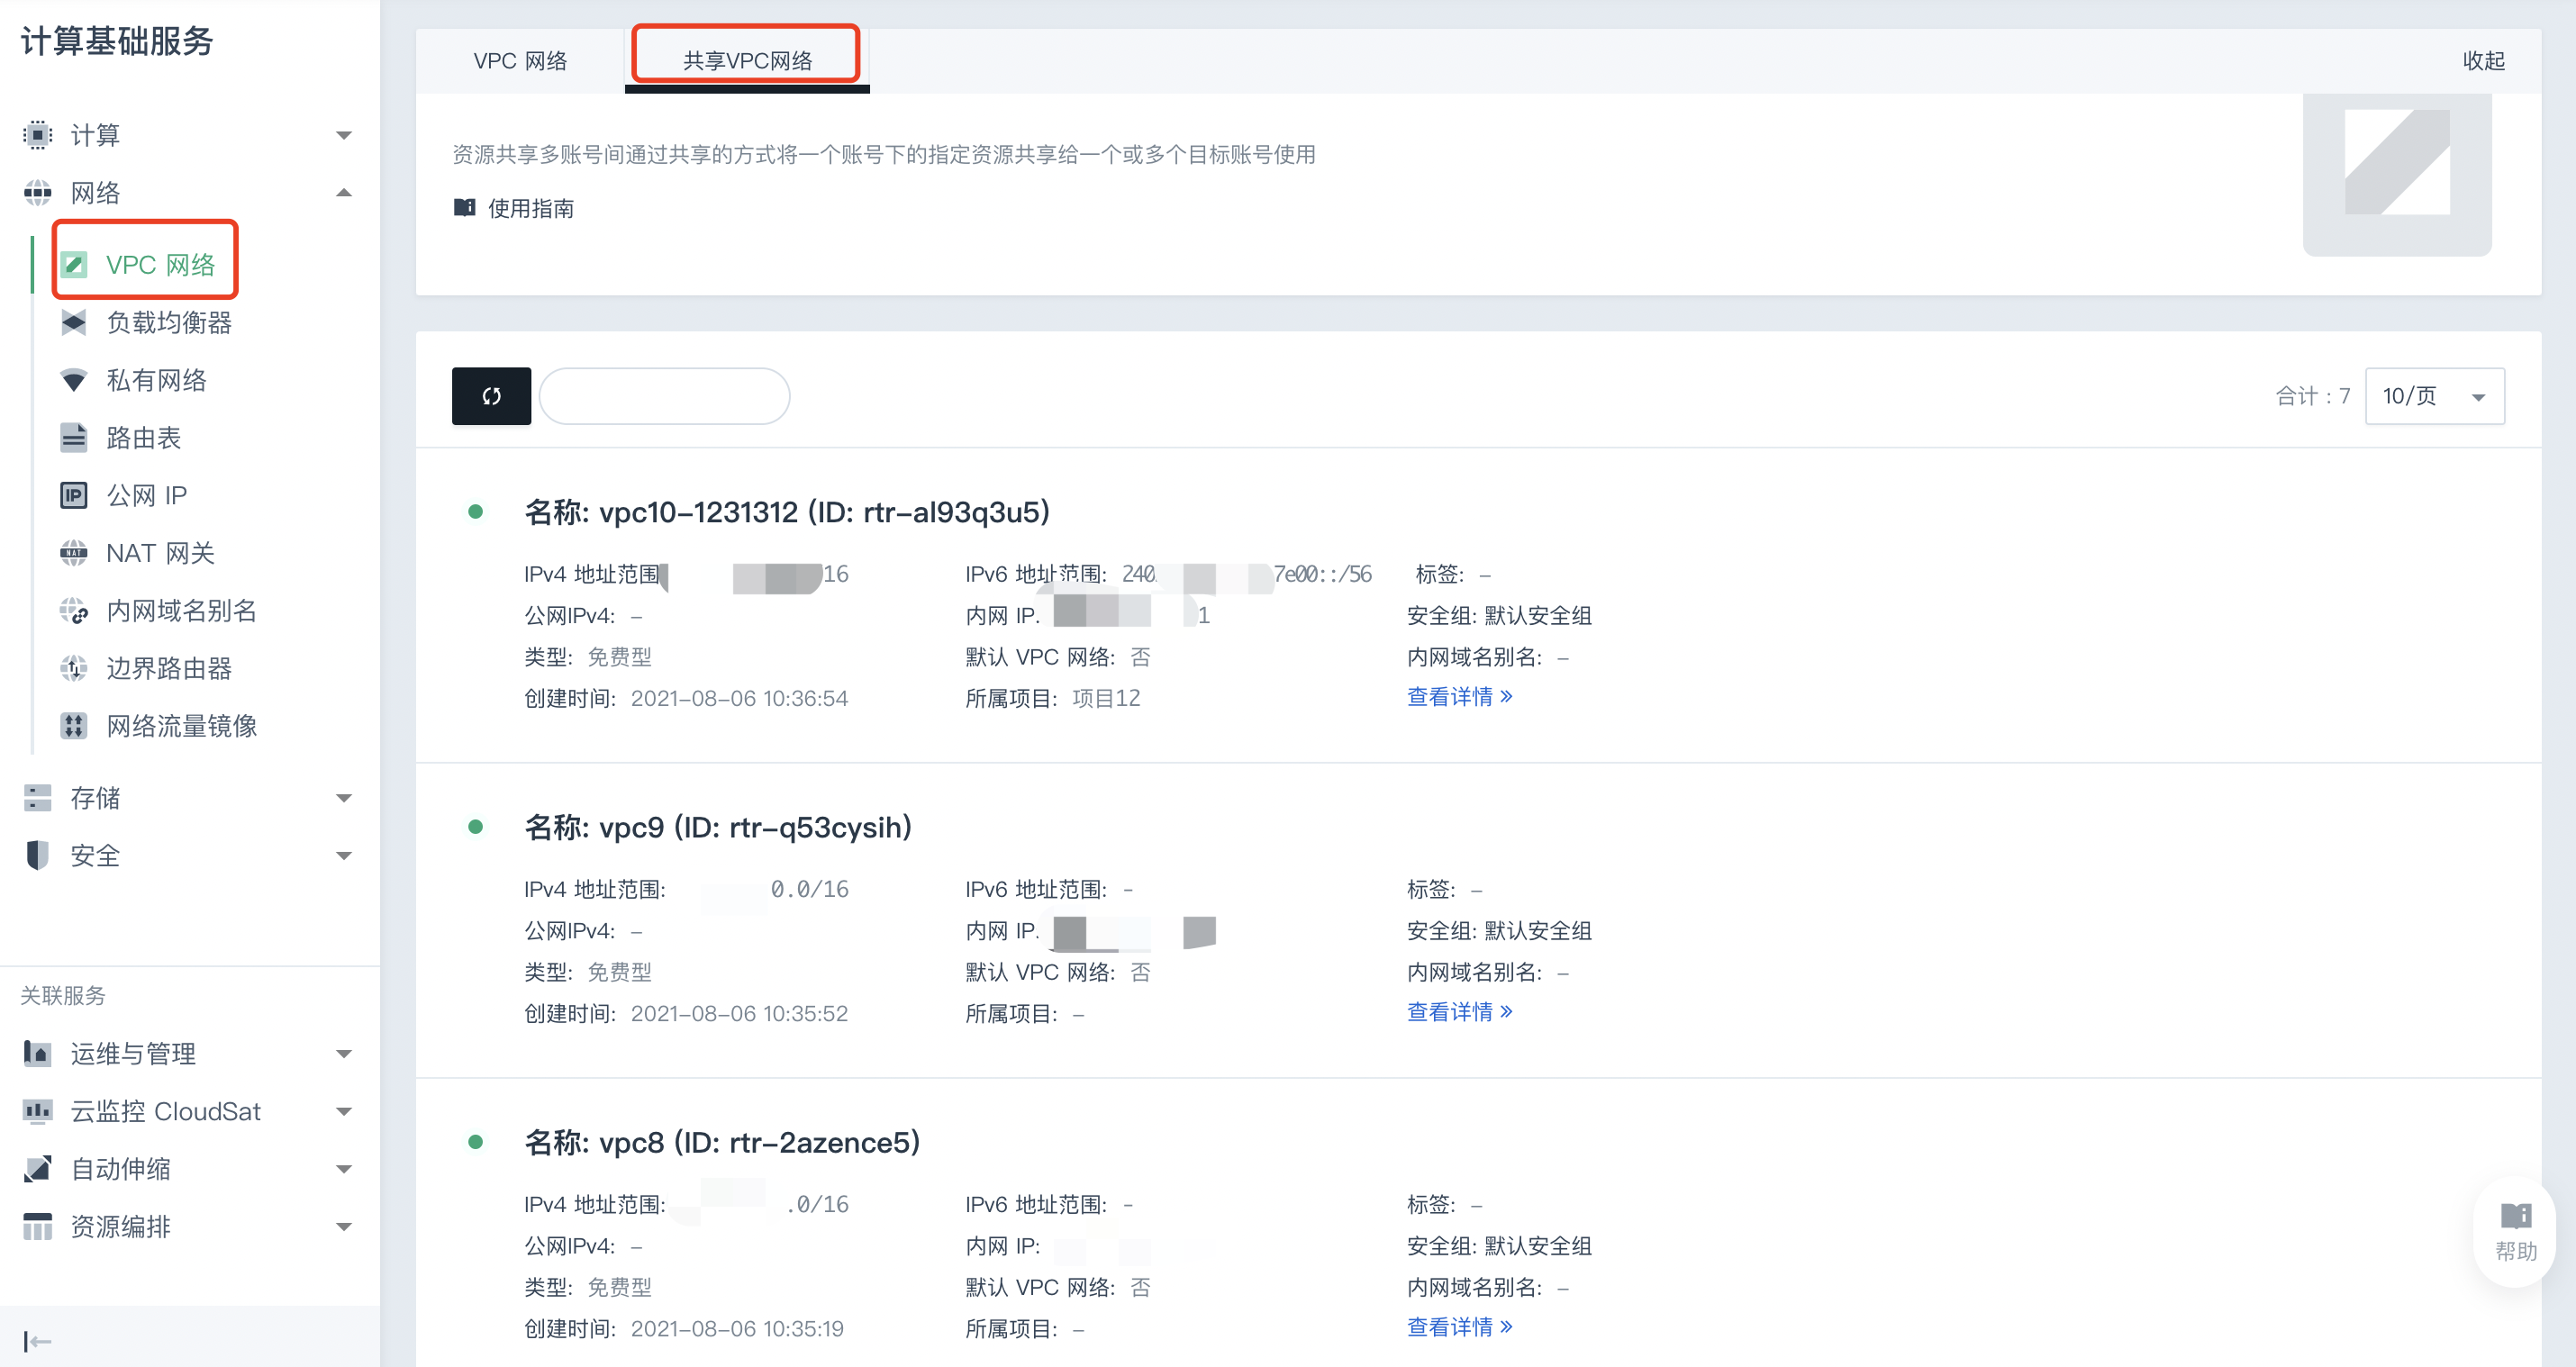 计算基础服务
计算
网络
VPC 网络
负载均衡器
私有网络
路由表
IP
公网 IP
NAT
NAT 网关
内网域名别名
边界路由器
网络流量镜像
存储
安全
关联服务
运维与管理
云监控 CloudSat
自动伸缩
资源编排
VPC 网络
共享VPC网络
收起
资源共享多账号间通过共享的方式将一个账号下的指定资源共享给一个或多个目标账号使用
使用指南
合计：7
10/页
名称: vpc10-1231312 (ID: rtr-al93q3u5)
IPv4 地址范围 16 IPv6 地址范围: 240 7e00::/56 标签: –
公网IPv4: – 内网 IP 1 安全组: 默认安全组
类型: 免费型 默认 VPC 网络: 否 内网域名别名: –
创建时间: 2021-08-06 10:36:54 所属项目: 项目12 查看详情 »
名称: vpc9 (ID: rtr-q53cysih)
IPv4 地址范围: 0.0/16 IPv6 地址范围: – 标签: –
公网IPv4: – 内网 IP 安全组: 默认安全组
类型: 免费型 默认 VPC 网络: 否 内网域名别名: –
创建时间: 2021-08-06 10:35:52 所属项目: – 查看详情 »
名称: vpc8 (ID: rtr-2azence5)
IPv4 地址范围: .0/16 IPv6 地址范围: – 标签: –
公网IPv4: – 内网 IP: 安全组: 默认安全组
类型: 免费型 默认 VPC 网络: 否 内网域名别名: –
创建时间: 2021-08-06 10:35:19 所属项目: – 查看详情 »
帮助